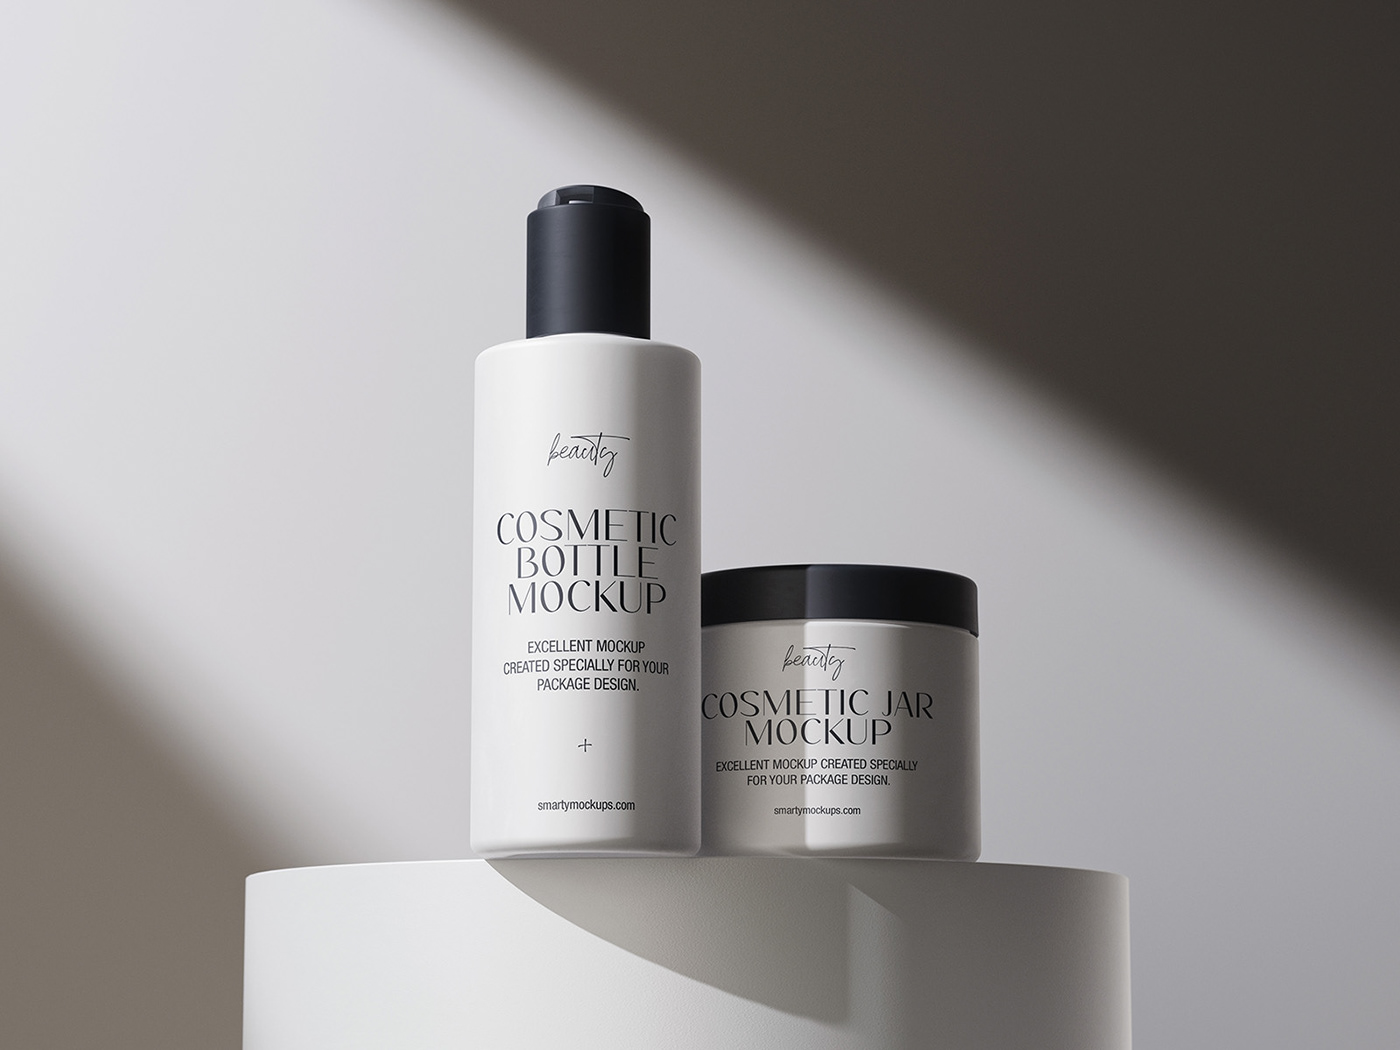 beauty
COSMETIC
BOTTLE
MOCKUP
EXCELLENT MOCKUP
CREATED SPECIALLY FOR YOUR
PACKAGE DESIGN.
+
smartymockups.com
beauty
COSMETIC JAR
MOCKUP
EXCELLENT MOCKUP CREATED SPECIALLY
FOR YOUR PACKAGE DESIGN.
smartymockups.com